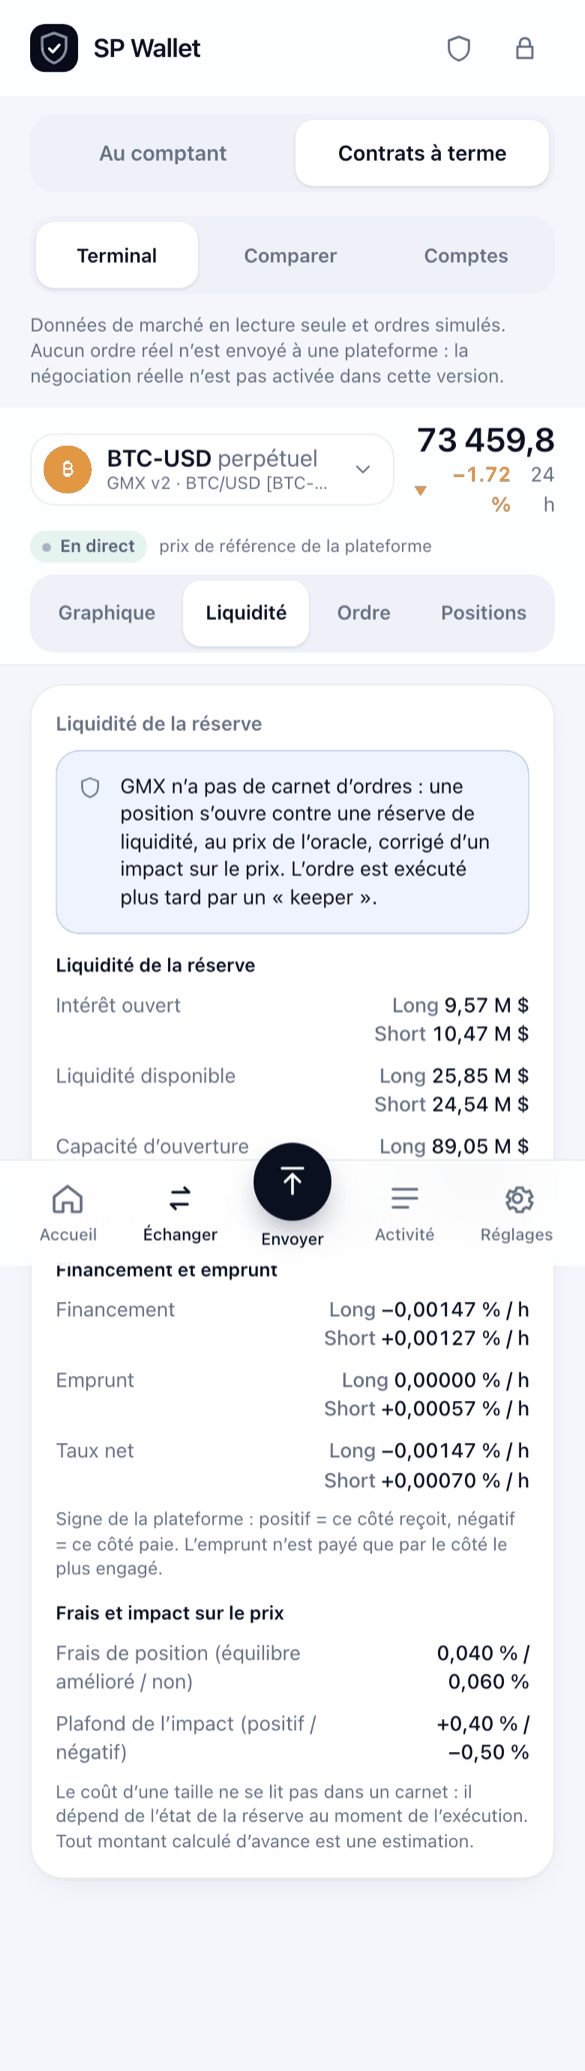 SP Wallet
Au comptant
Contrats à terme
Terminal
Comparer
Comptes
Données de marché en lecture seule et ordres simulés.
Aucun ordre réel n’est envoyé à une plateforme : la
négociation réelle n’est pas activée dans cette version.
BTC-USD perpétuel
GMX v2 · BTC/USD [BTC-...
73 459,8
▼ −1.72 % 24 h
En direct
prix de référence de la plateforme
Graphique
Liquidité
Ordre
Positions
Liquidité de la réserve
GMX n’a pas de carnet d’ordres : une
position s’ouvre contre une réserve de
liquidité, au prix de l’oracle, corrigé d’un
impact sur le prix. L’ordre est exécuté
plus tard par un « keeper ».
Liquidité de la réserve
Intérêt ouvert
Long 9,57 M $
Short 10,47 M $
Liquidité disponible
Long 25,85 M $
Short 24,54 M $
Capacité d’ouverture
Long 89,05 M $
Accueil
Échanger
Envoyer
Activité
Réglages
Financement et emprunt
Financement
Long −0,00147 % / h
Short +0,00127 % / h
Emprunt
Long 0,00000 % / h
Short +0,00057 % / h
Taux net
Long −0,00147 % / h
Short +0,00070 % / h
Signe de la plateforme : positif = ce côté reçoit, négatif
= ce côté paie. L’emprunt n’est payé que par le côté le
plus engagé.
Frais et impact sur le prix
Frais de position (équilibre
amélioré / non)
0,040 % /
0,060 %
Plafond de l’impact (positif /
négatif)
+0,40 % /
−0,50 %
Le coût d’une taille ne se lit pas dans un carnet : il
dépend de l’état de la réserve au moment de l’exécution.
Tout montant calculé d’avance est une estimation.